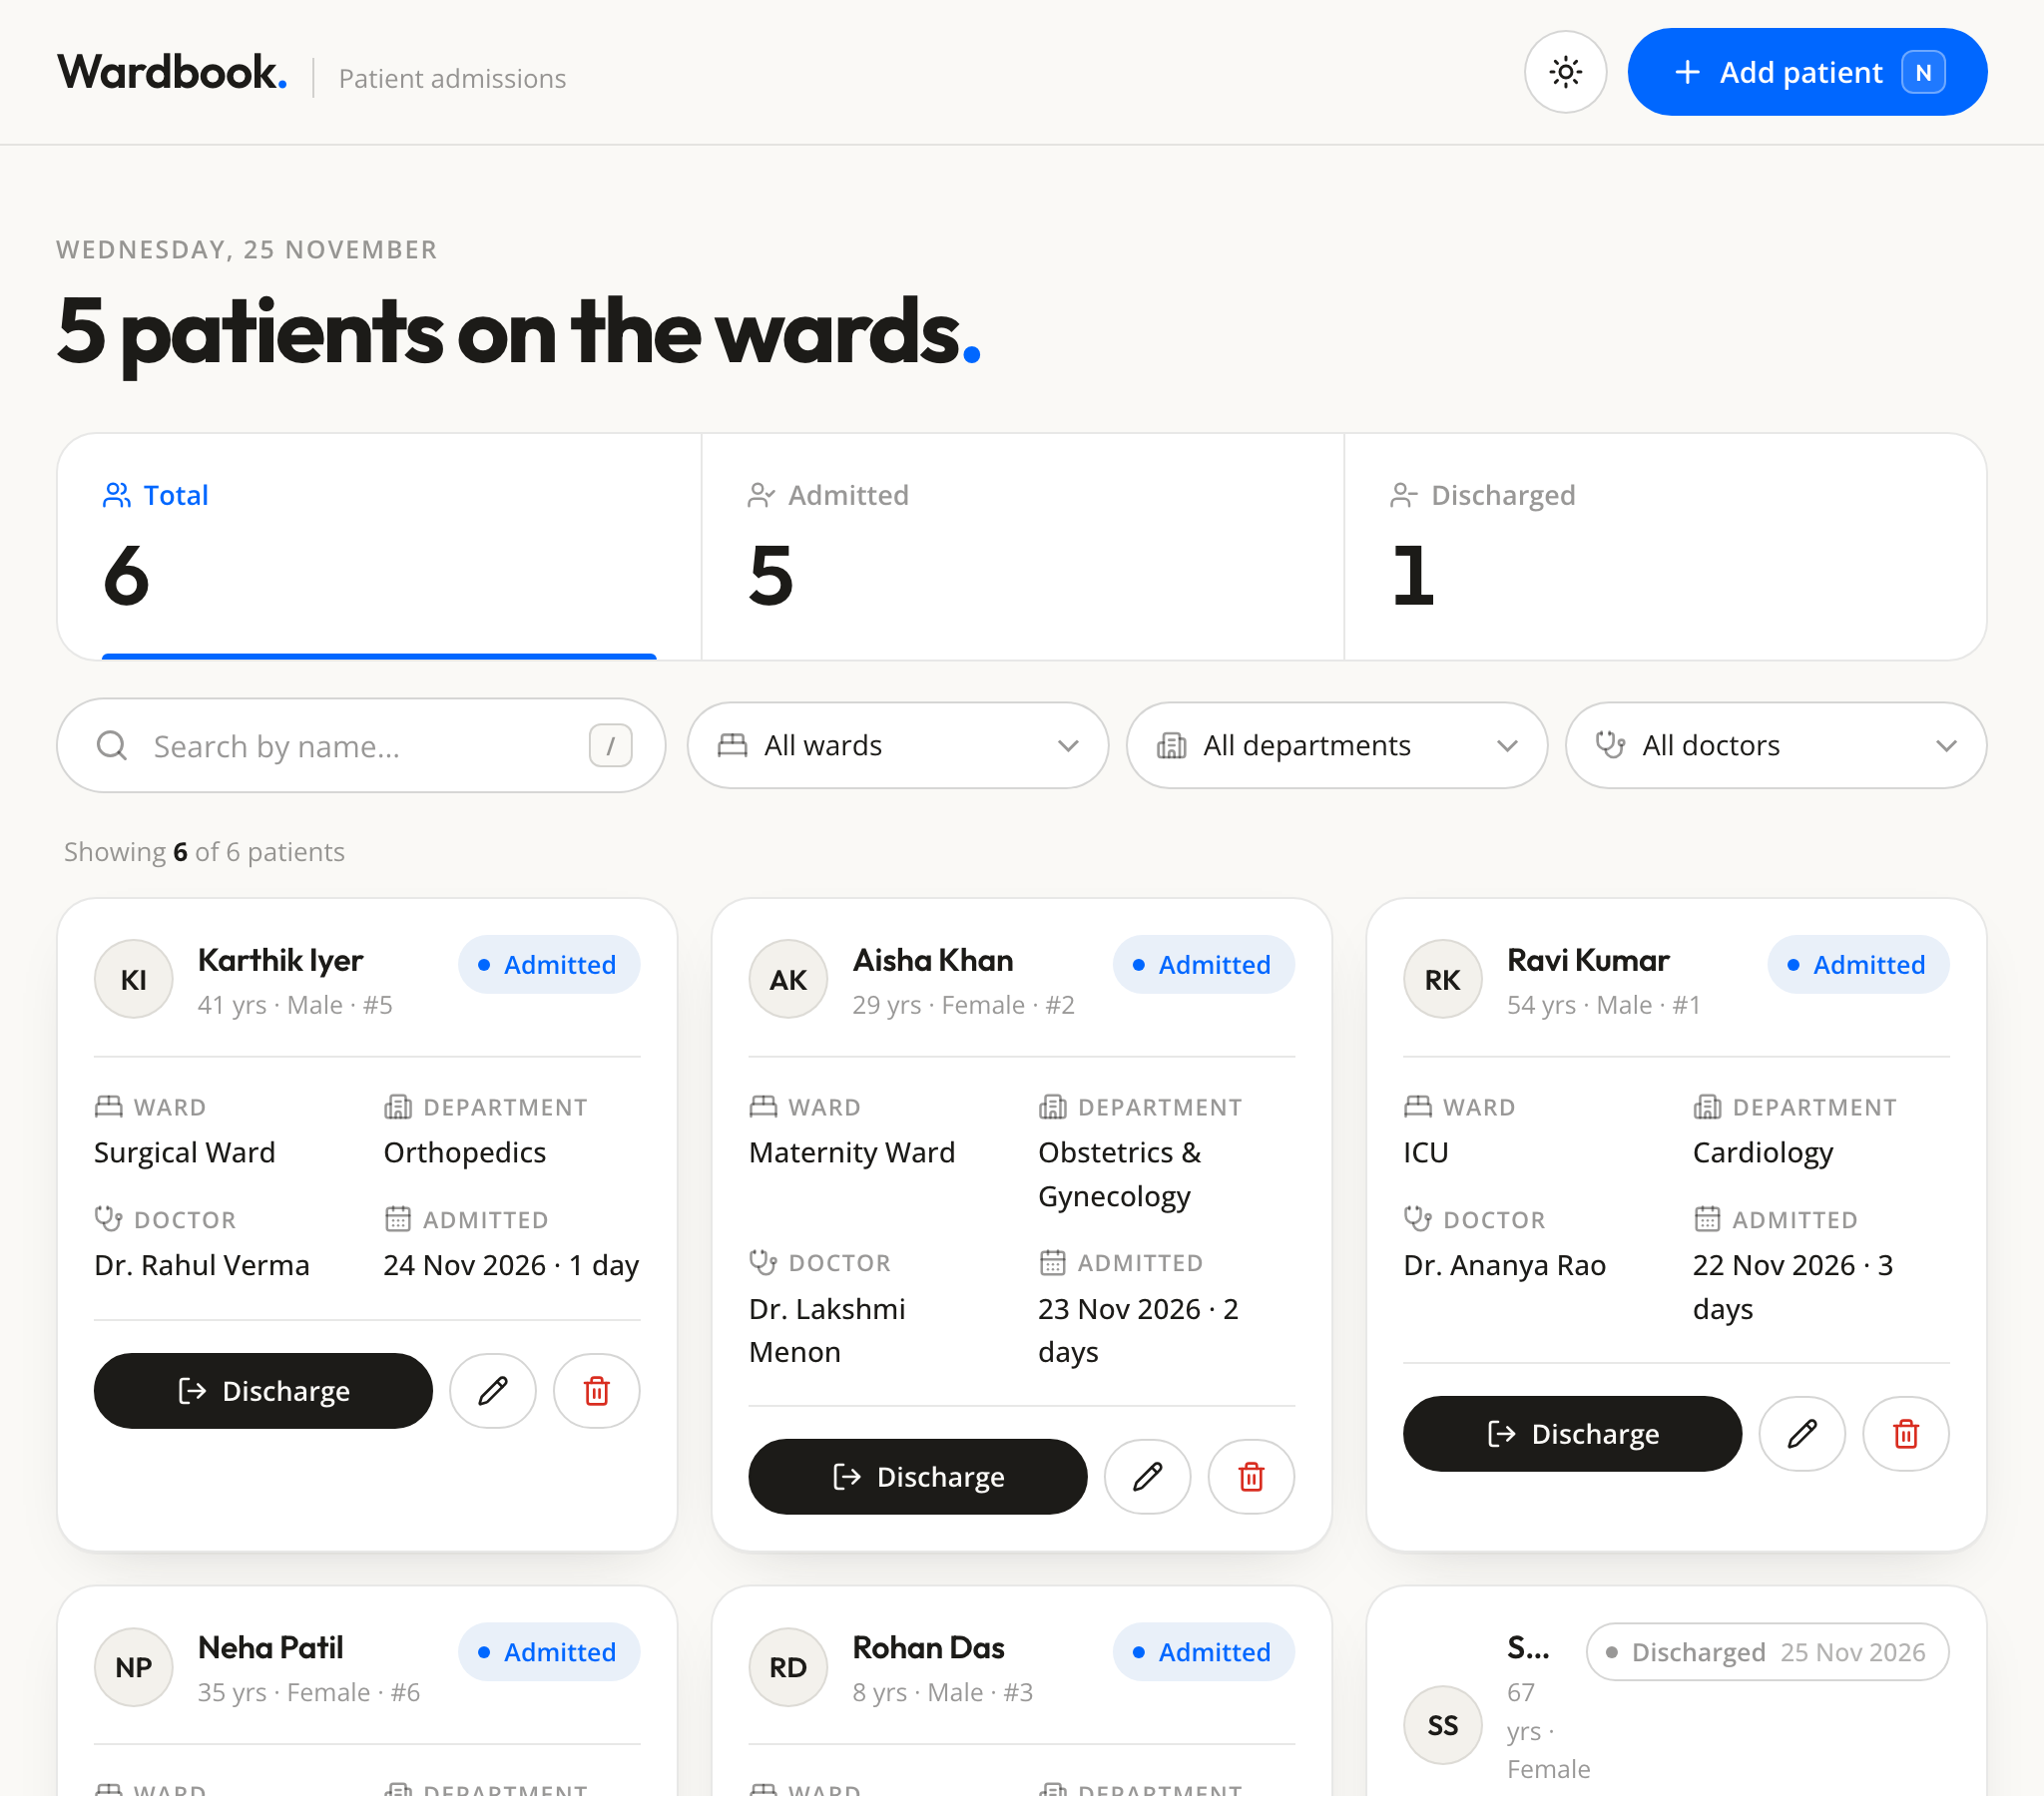 Wardbook. Patient admissions
Add patient N
WEDNESDAY, 25 NOVEMBER
5 patients on the wards.
Total
6
Admitted
5
Discharged
1
Search by name... /
All wards
All departments
All doctors
Showing 6 of 6 patients
KI
Karthik Iyer
41 yrs · Male · #5
Admitted
WARD
Surgical Ward
DEPARTMENT
Orthopedics
DOCTOR
Dr. Rahul Verma
ADMITTED
24 Nov 2026 · 1 day
Discharge
AK
Aisha Khan
29 yrs · Female · #2
Admitted
WARD
Maternity Ward
DEPARTMENT
Obstetrics &
Gynecology
DOCTOR
Dr. Lakshmi
Menon
ADMITTED
23 Nov 2026 · 2
days
Discharge
RK
Ravi Kumar
54 yrs · Male · #1
Admitted
WARD
ICU
DEPARTMENT
Cardiology
DOCTOR
Dr. Ananya Rao
ADMITTED
22 Nov 2026 · 3
days
Discharge
NP
Neha Patil
35 yrs · Female · #6
Admitted
WARD
DEPARTMENT
RD
Rohan Das
8 yrs · Male · #3
Admitted
WARD
DEPARTMENT
SS
S...
67
yrs ·
Female
Discharged 25 Nov 2026